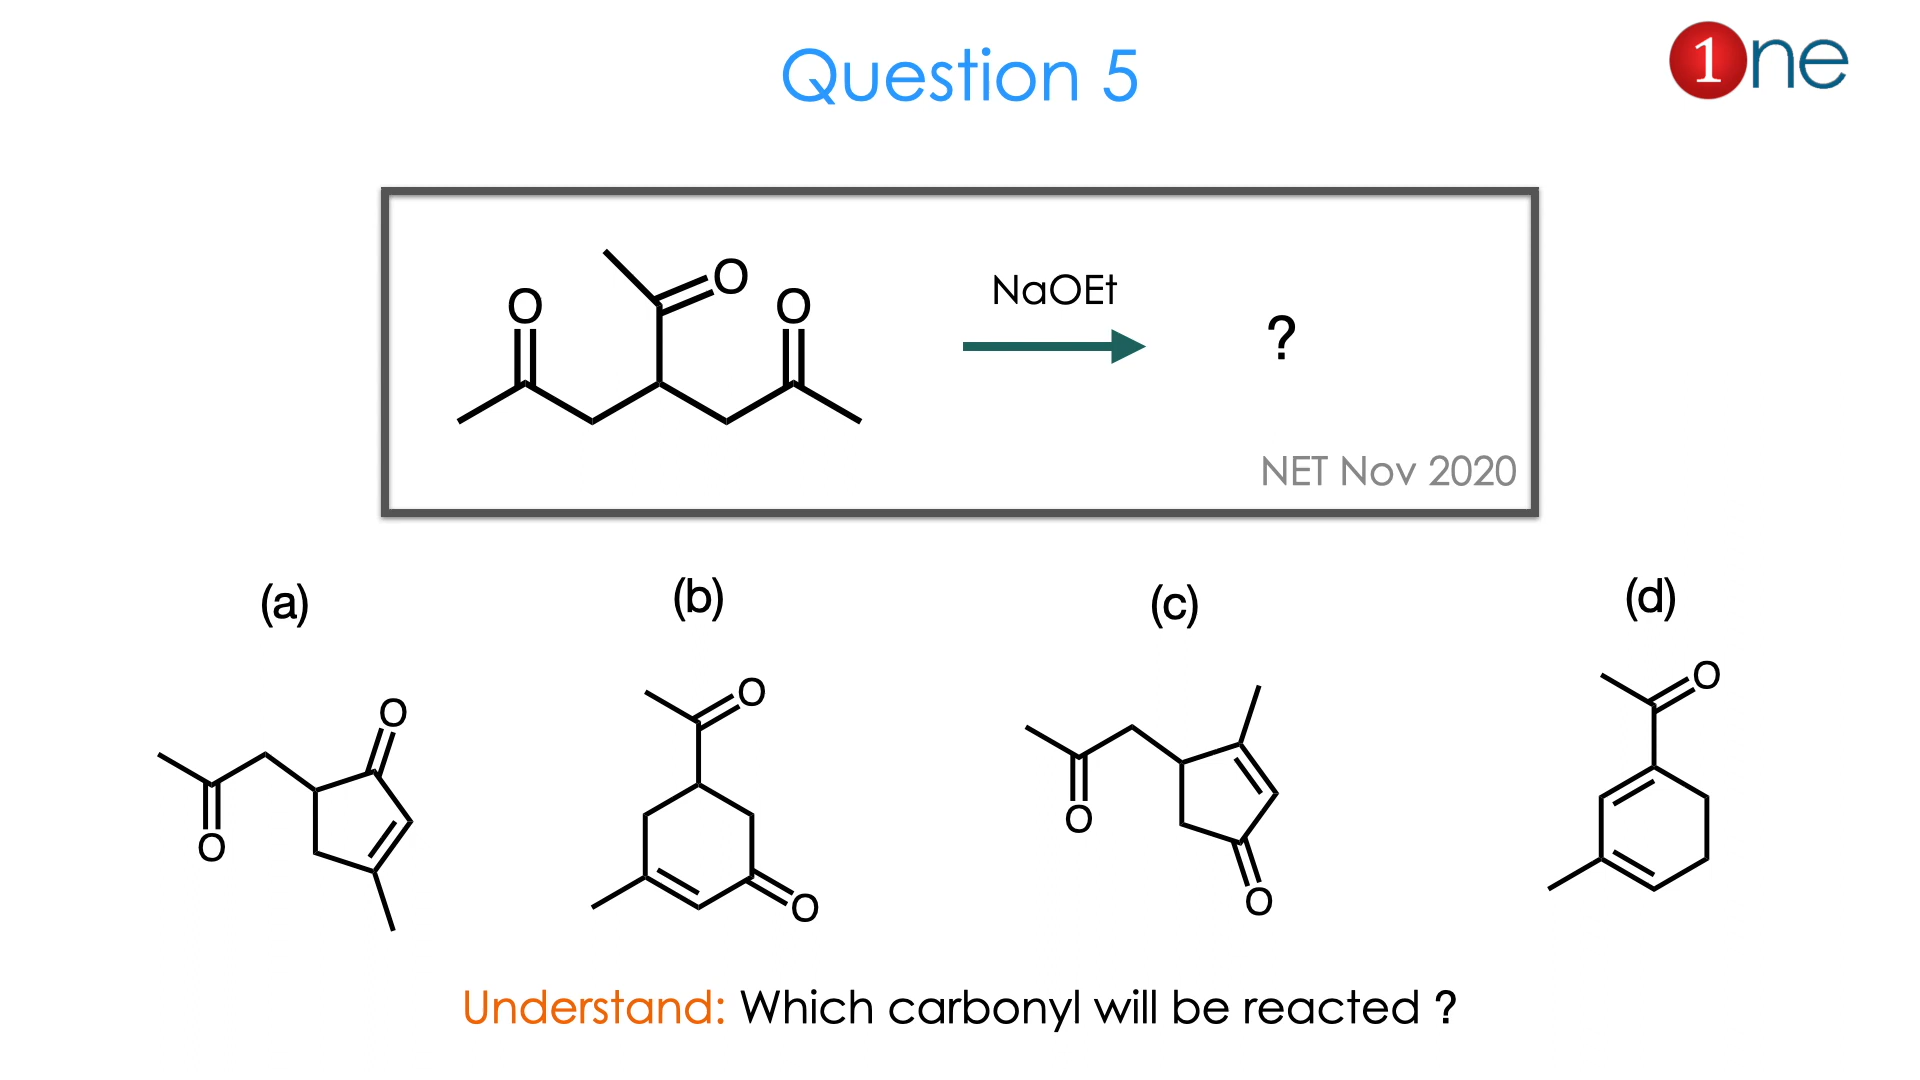 Question 5
1ne
O
O
O
NaOEt
?
NET Nov 2020
(a)
(b)
(c)
(d)
O
O
O
O
O
O
O
Understand: Which carbonyl will be reacted ?